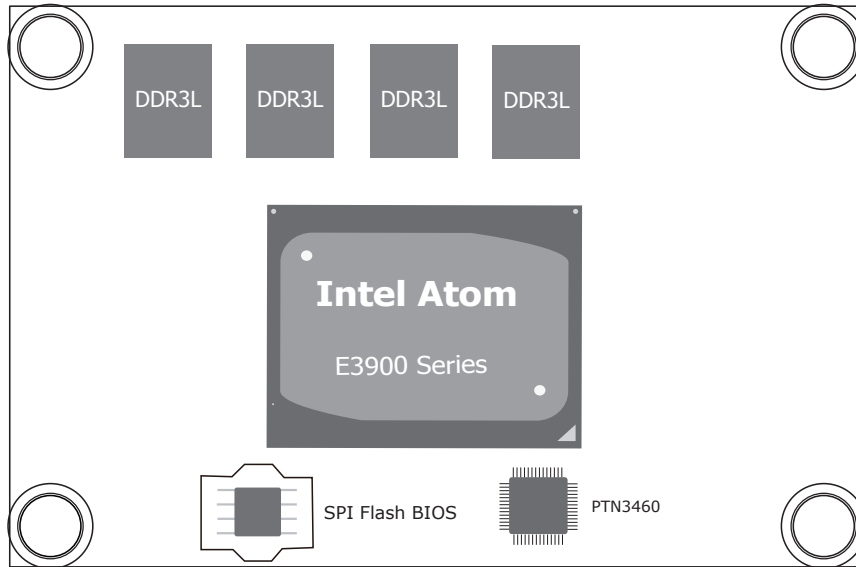 DDR3L
DDR3L
DDR3L
DDR3L
Intel Atom
E3900 Series
SPI Flash BIOS
PTN3460